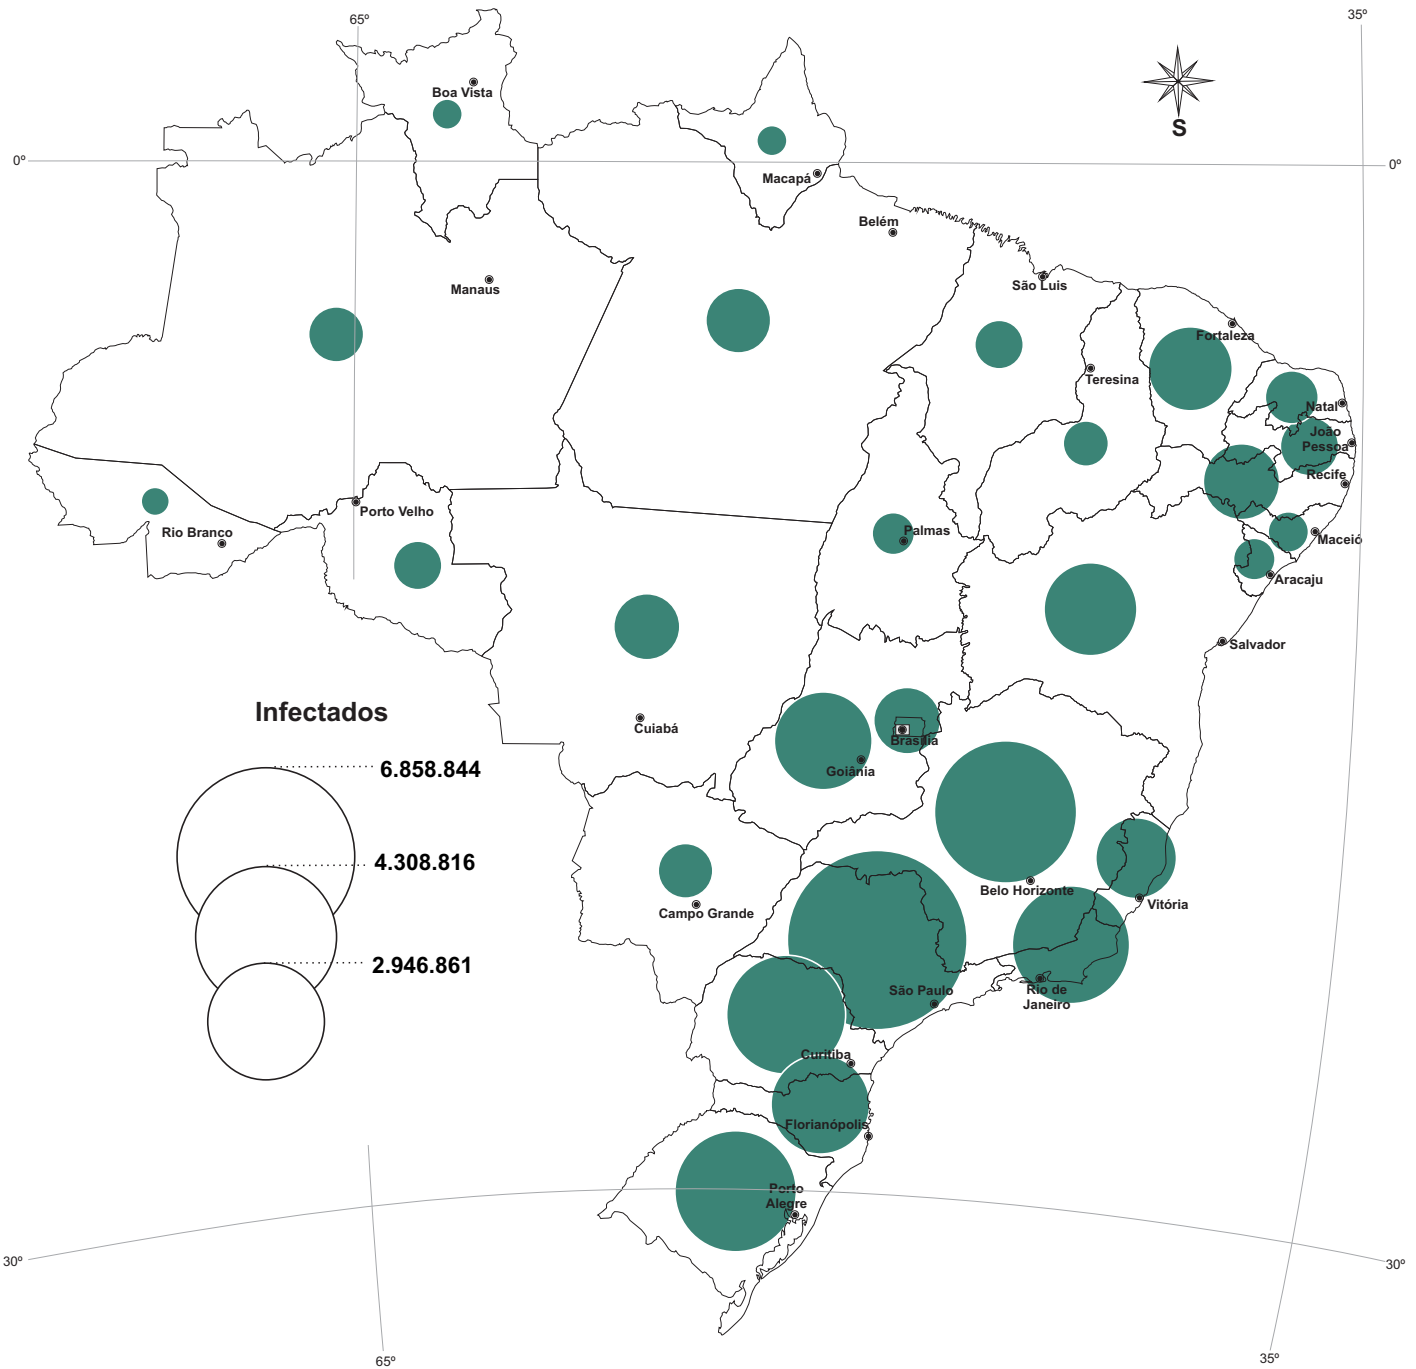 65º
35º
Boa Vista
S
0º
0º
Macapá
Belém
Manaus
São Luis
Fortaleza
Teresina
Natal
João
Pessoa
Recife
Porto Velho
Rio Branco
Palmas
Maceió
Aracaju
Salvador
Infectados
Cuiabá
Brasília
Goiânia
6.858.844
4.308.816
Belo Horizonte
Vitória
Campo Grande
2.946.861
São Paulo
Rio de
Janeiro
Curitiba
Florianópolis
Porto
Alegre
30º
30º
65º
35º